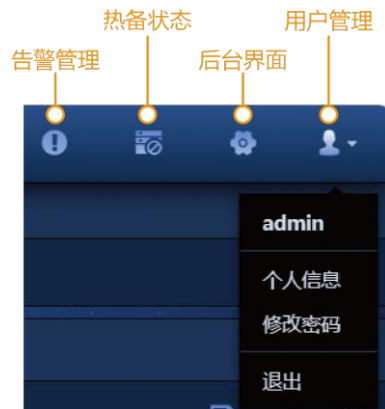 热备状态
用户管理
告警管理
后台界面
admin
个人信息
修改密码
退出